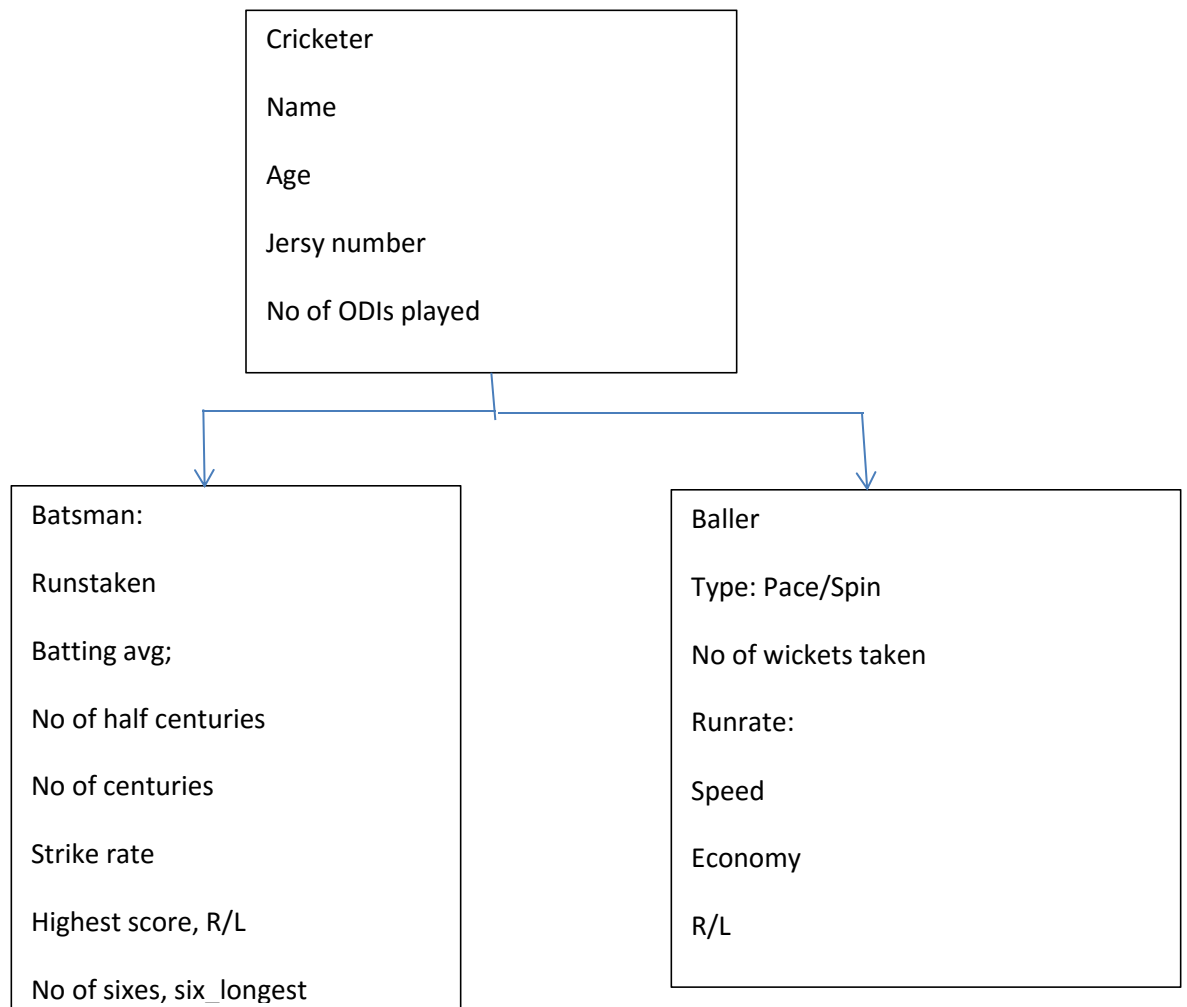 Cricketer
Name
Age
Jersy number
No of ODIs played
Batsman:
Runstaken
Batting avg;
No of half centuries
No of centuries
Strike rate
Highest score, R/L
No of sixes, six_longest
Baller
Type: Pace/Spin
No of wickets taken
Runrate:
Speed
Economy
R/L